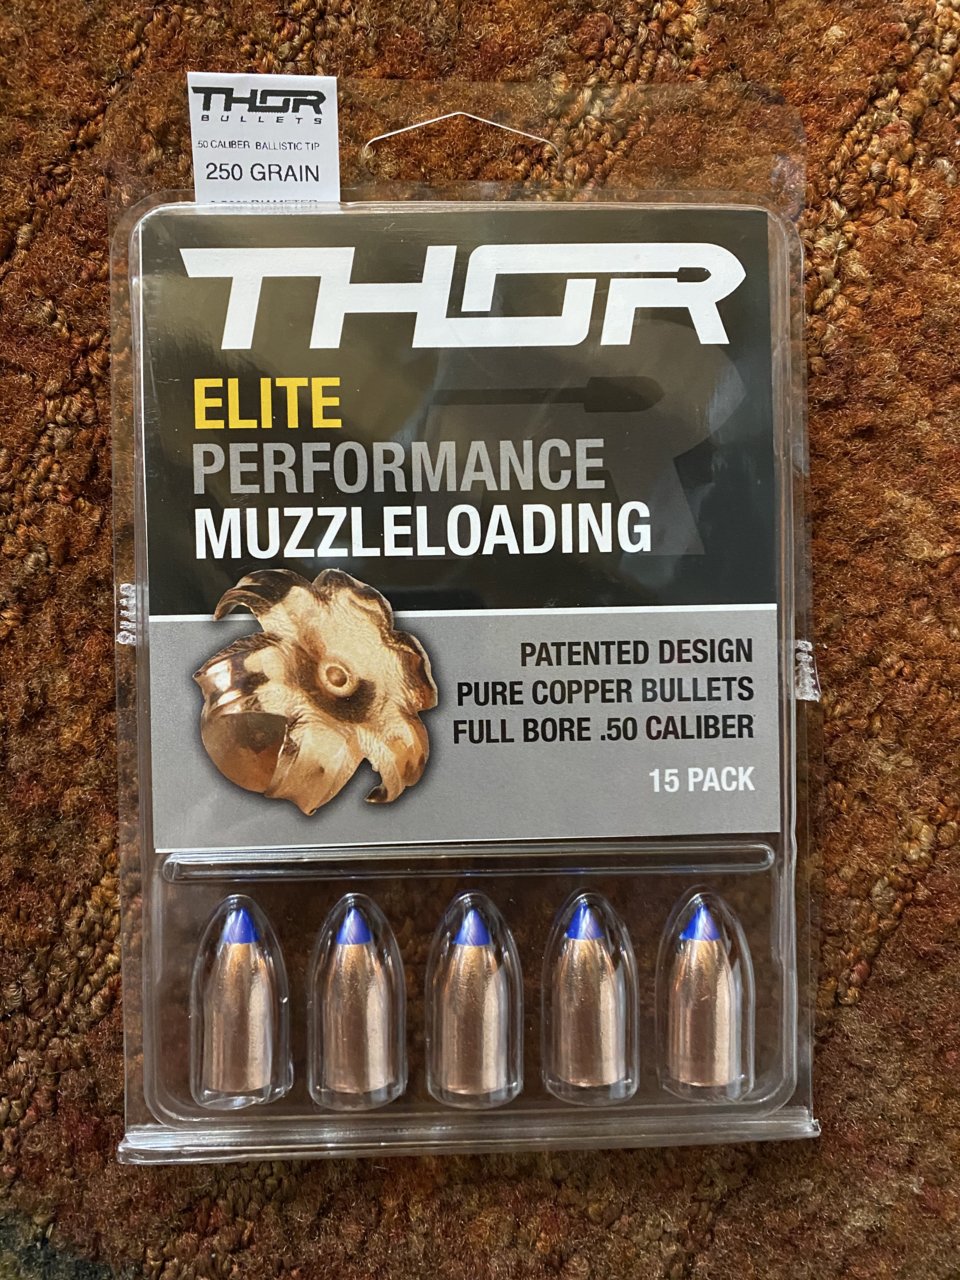 THOR
BULLETS
.50 CALIBER BALLISTIC TIP
250 GRAIN
THOR
ELITE
PERFORMANCE
MUZZLELOADING
PATENTED DESIGN
PURE COPPER BULLETS
FULL BORE .50 CALIBER
15 PACK